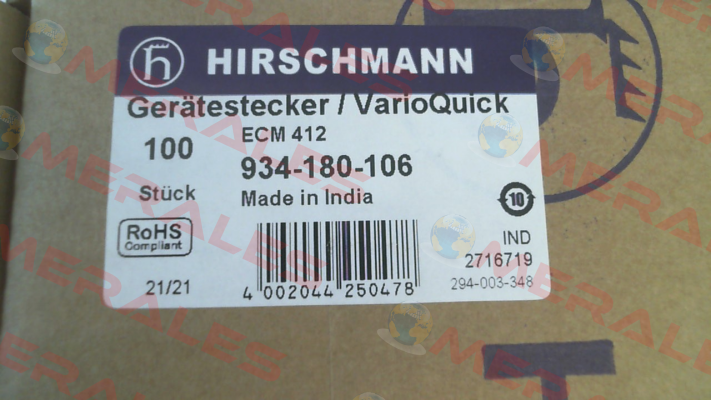 HIRSCHMANN
Gerätestecker / VarioQuick
ECM 412
100
934-180-106
Stück
Made in India
10
RoHS
Compliant
IND
2716719
21/21
294-003-348
4 002044 250478
MERALES